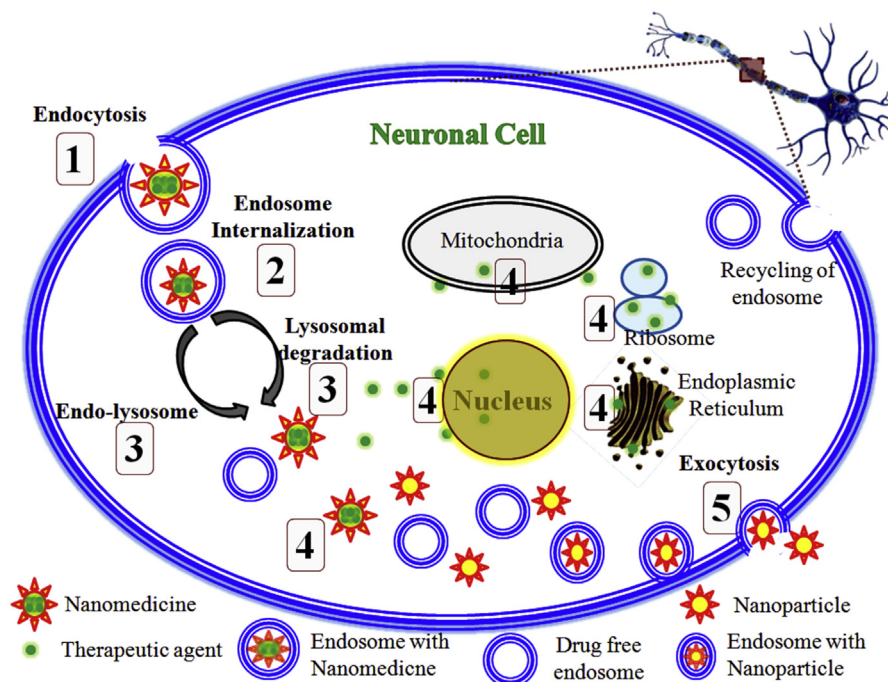 Endocytosis
1
Neuronal Cell
Endosome
Internalization
2
Mitochondria
4
Recycling of
endosome
4
Ribosome
Lysosomal
degradation
3
Endo-lysosome
3
4
Nucleus
4
Endoplasmic
Reticulum
Exocytosis
5
4
Nanomedicine
Therapeutic agent
Endosome with
Nanomedicne
Drug free
endosome
Nanoparticle
Endosome with
Nanoparticle